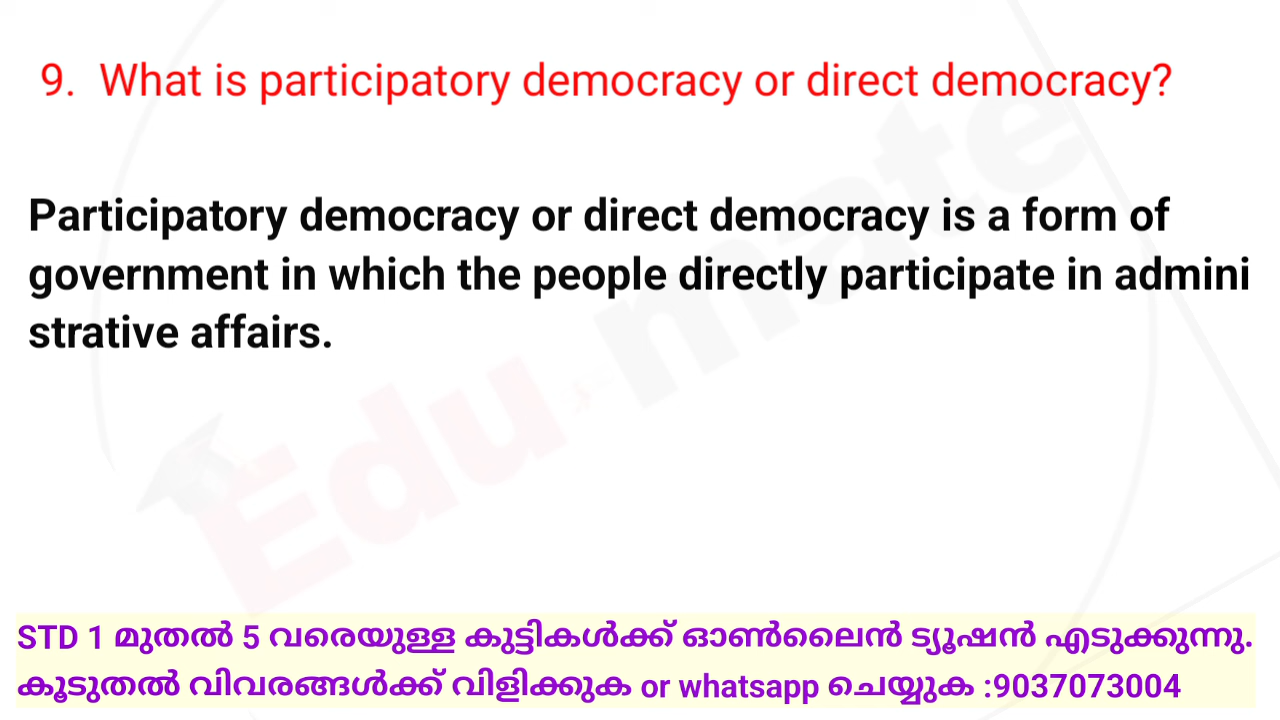 9. What is participatory democracy or direct democracy?
Participatory democracy or direct democracy is a form of
government in which the people directly participate in admini
strative affairs.
Edu mate
STD 1 മുതൽ 5 വരെയുള്ള കുട്ടികൾക്ക് ഓൺലൈൻ ട്യൂഷൻ എടുക്കുന്നു.
കൂടുതൽ വിവരങ്ങൾക്ക് വിളിക്കുക or whatsapp ചെയ്യുക :9037073004